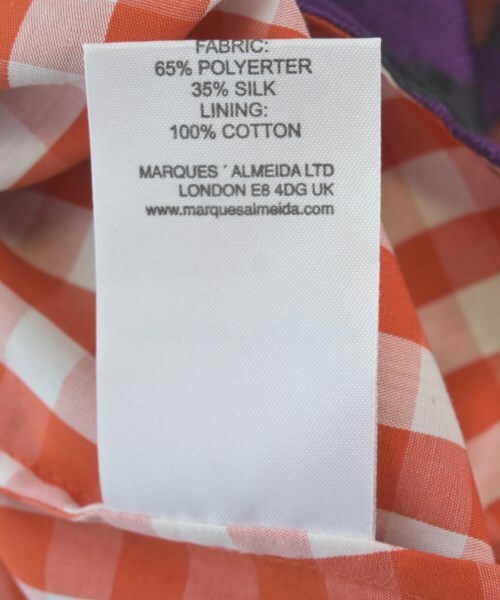 FABRIC:
65% POLYERTER
35% SILK
LINING:
100% COTTON
MARQUES ´ALMEIDA LTD
LONDON E8 4DG UK
www.marquesalmeida.com